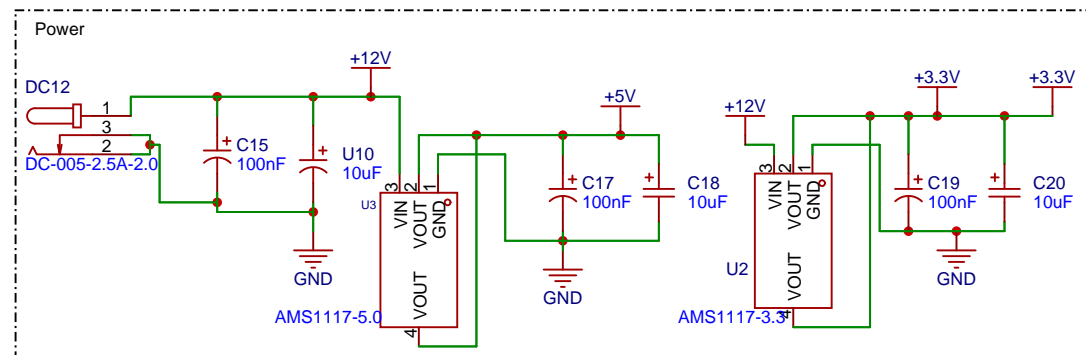 Power
DC12
1
3
2
DC-005-2.5A-2.0
+12V
C15
100nF
U10
10uF
GND
U3
3
2
1
VIN
VOUT
GND
VOUT
4
AMS1117-5.0
+5V
C17
100nF
C18
10uF
GND
+12V
3
2
1
VIN
VOUT
GND
VOUT
4
U2
AMS1117-3.3
+3.3V
+3.3V
C19
100nF
C20
10uF
GND